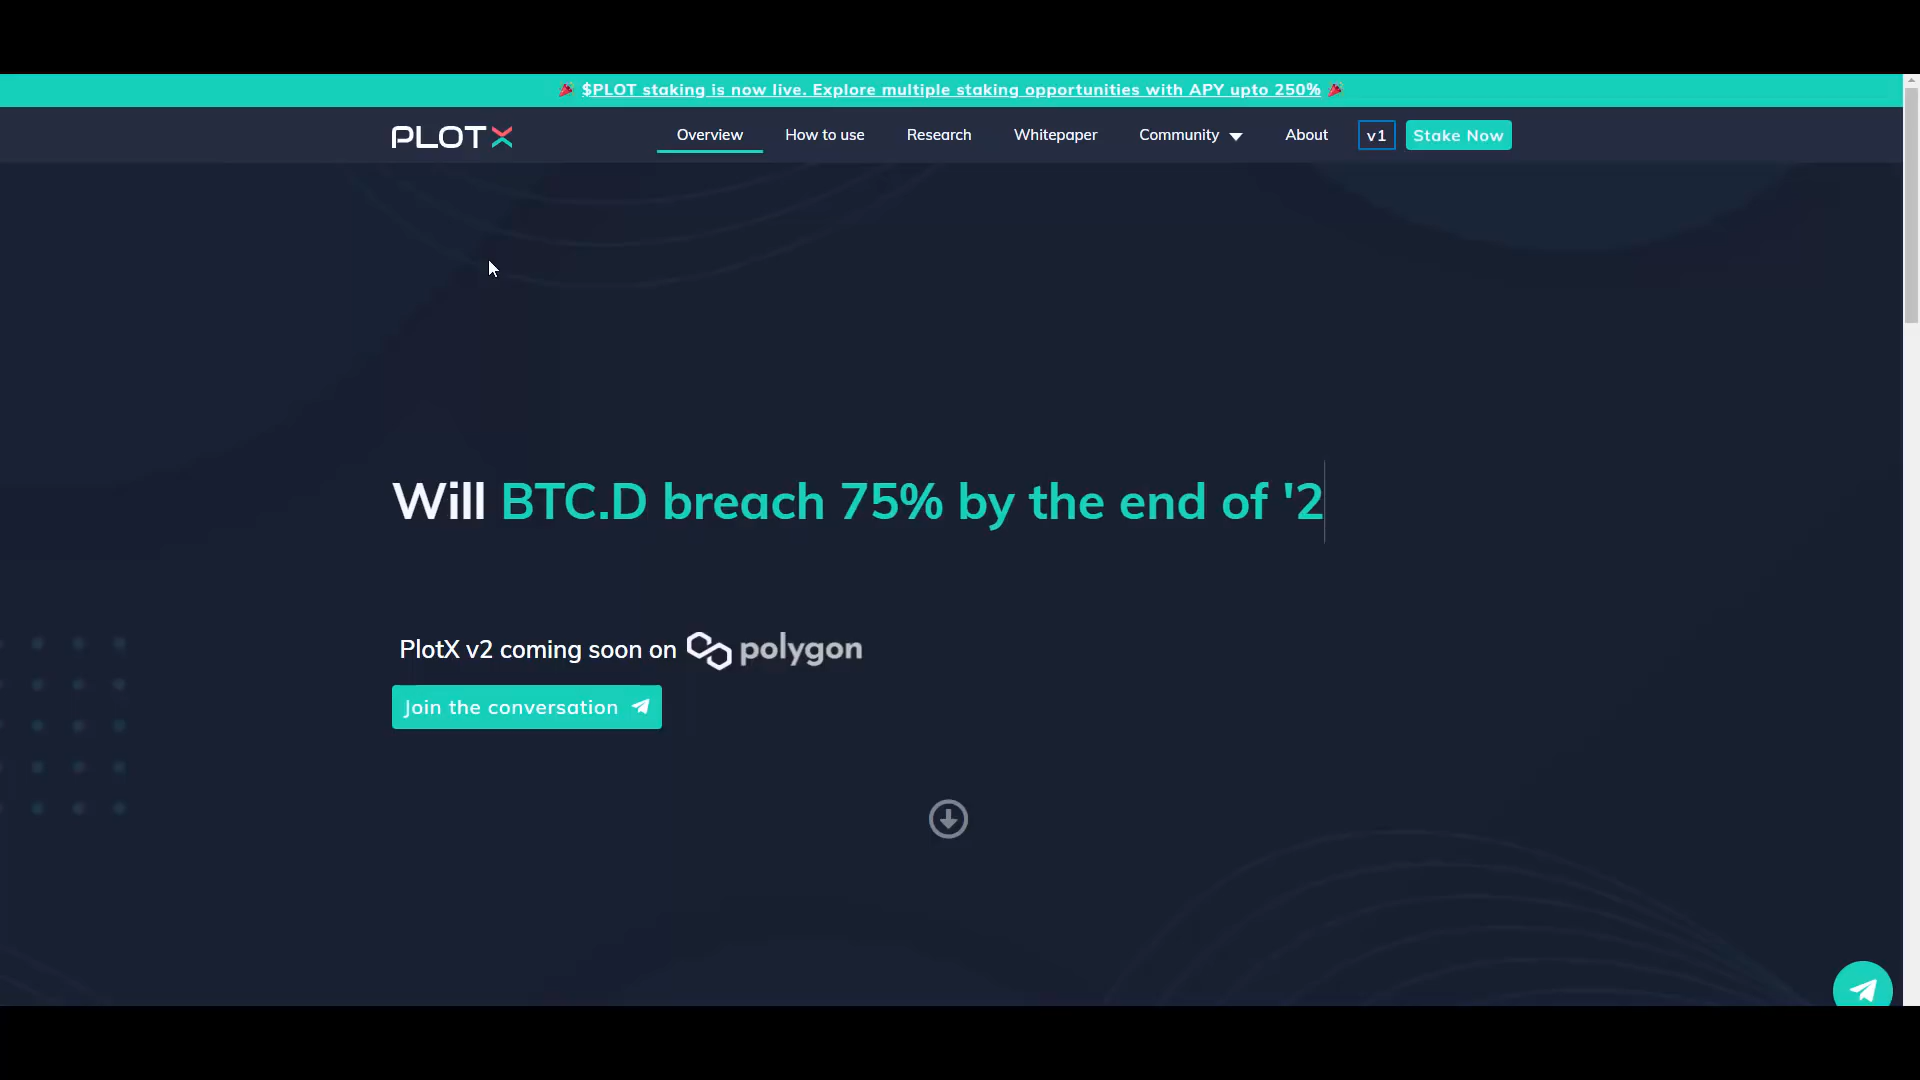 $PLOT staking is now live. Explore multiple staking opportunities with APY upto 250%
PLOTX Overview How to use Research Whitepaper Community About v1 Stake Now
Will BTC.D breach 75% by the end of '2
PlotX v2 coming soon on polygon
Join the conversation